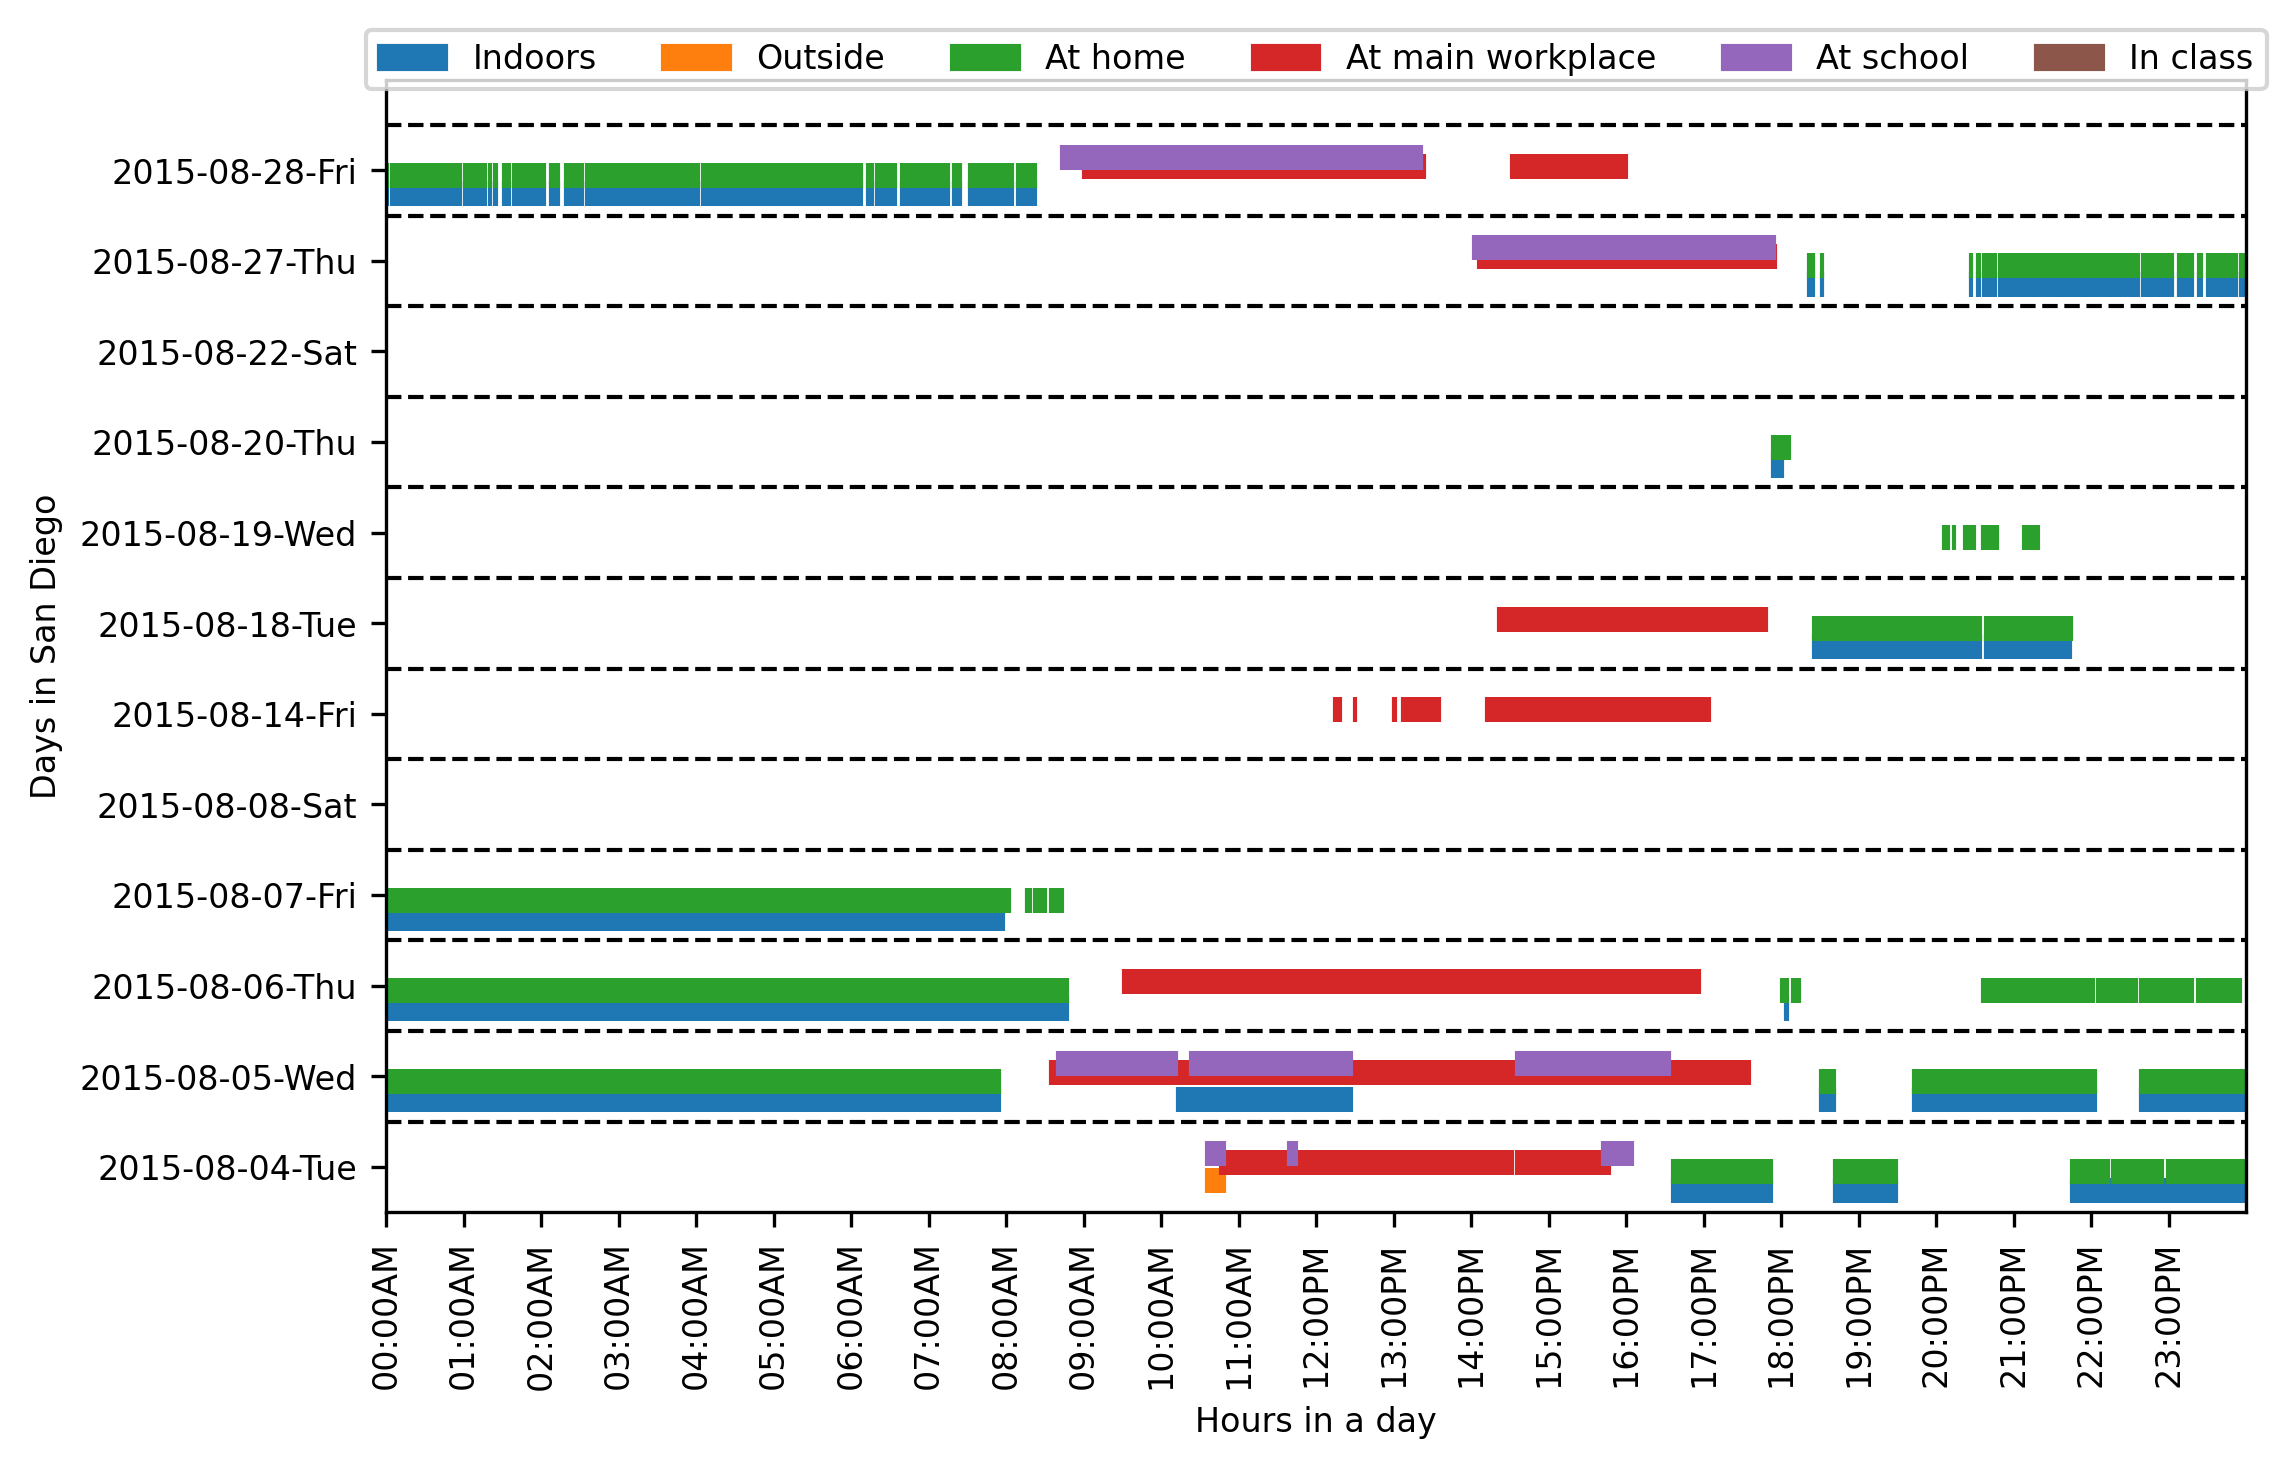 Indoors Outside At home At main workplace At school In class
Days in San Diego
2015-08-28-Fri
2015-08-27-Thu
2015-08-22-Sat
2015-08-20-Thu
2015-08-19-Wed
2015-08-18-Tue
2015-08-14-Fri
2015-08-08-Sat
2015-08-07-Fri
2015-08-06-Thu
2015-08-05-Wed
2015-08-04-Tue
00:00AM
01:00AM
02:00AM
03:00AM
04:00AM
05:00AM
06:00AM
07:00AM
08:00AM
09:00AM
10:00AM
11:00AM
12:00PM
13:00PM
14:00PM
15:00PM
16:00PM
17:00PM
18:00PM
19:00PM
20:00PM
21:00PM
22:00PM
23:00PM
Hours in a day